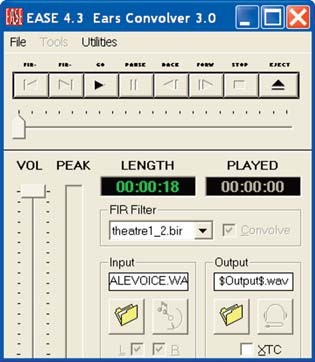 EASE EASE 4.3 Ears Convolver 3.0
File Tools Utilities
FIR- FIR- GO PAUSE BACK FORW STOP EJECT
VOL PEAK LENGTH PLAYED
00:00:18 00:00:00
FIR Filter
theatre1_2.bir Convolve
Input Output
ALEVOICE.WA $Output$.wav
L R
XTC